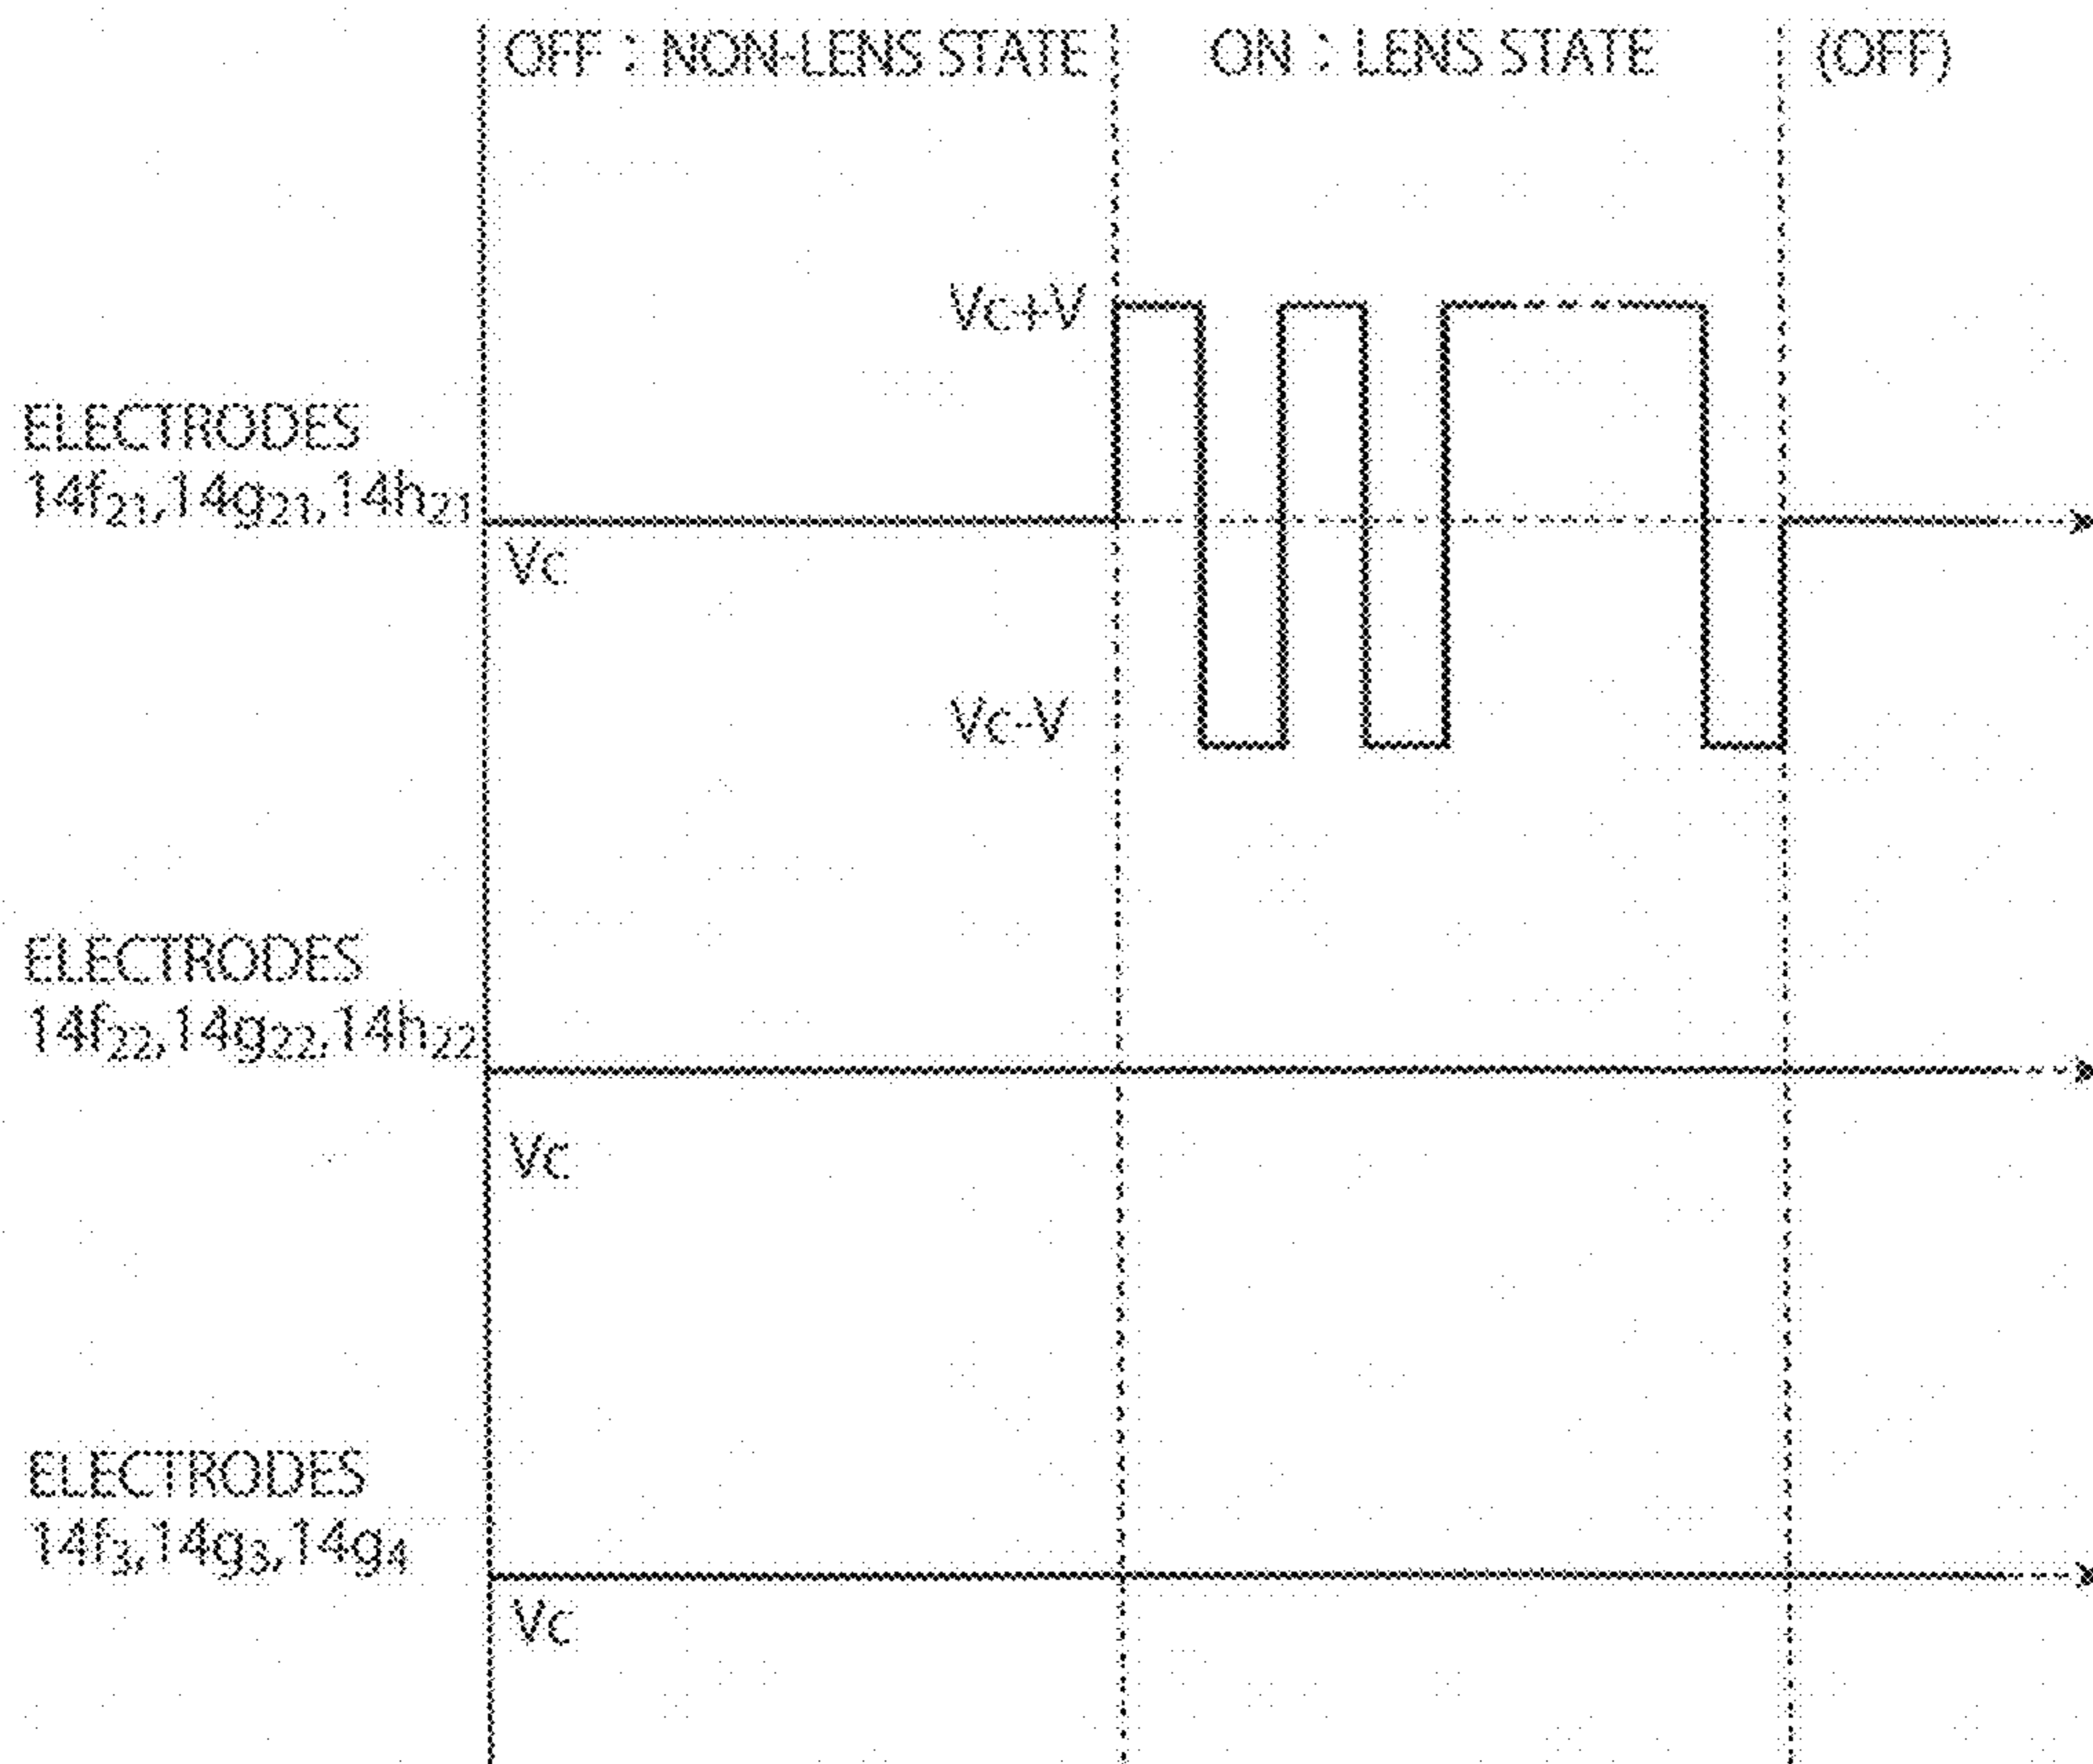 OFF : NON-LENS STATE
ON : LENS STATE
(OFF)
Vc+V
ELECTRODES
14f₂₁,14g₂₁,14h₂₁
Vc
Vc-V
ELECTRODES
14f₂₂,14g₂₂,14h₂₂
Vc
ELECTRODES
14f₃,14g₃,14g₄
Vc